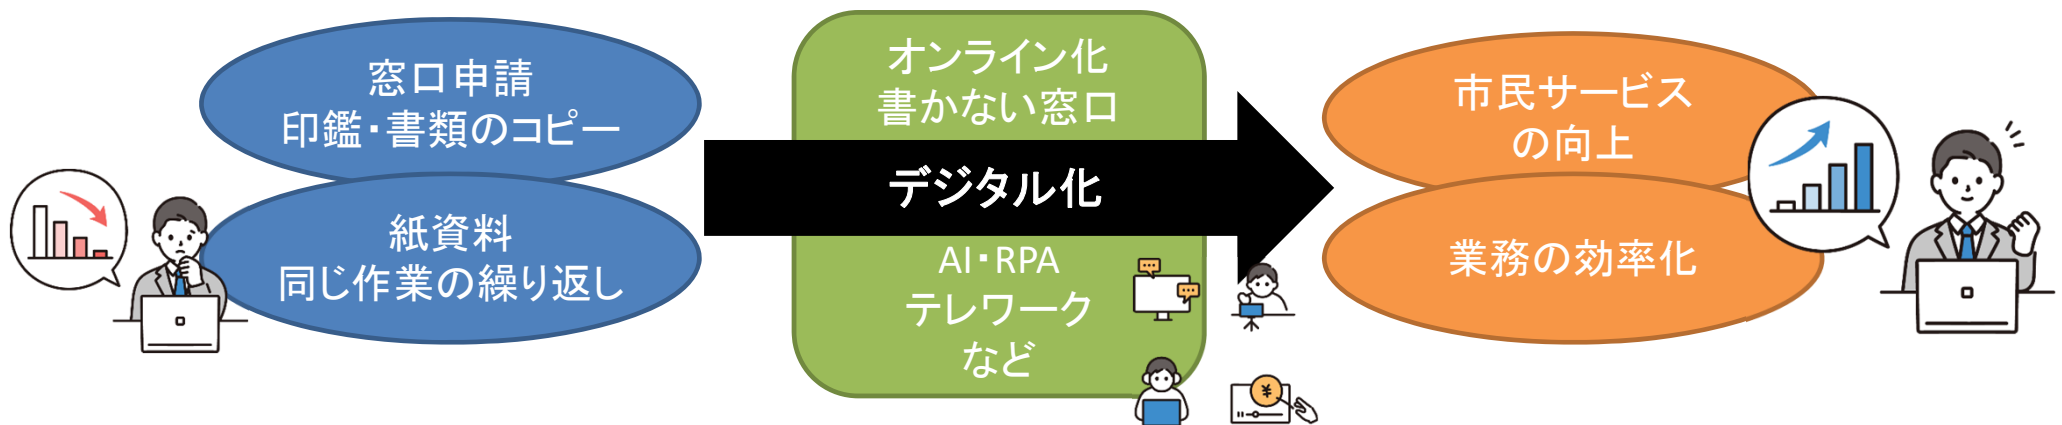 窓口申請
印鑑・書類のコピー
紙資料
同じ作業の繰り返し
オンライン化
書かない窓口
デジタル化
AI・RPA
テレワーク
など
市民サービス
の向上
業務の効率化
¥